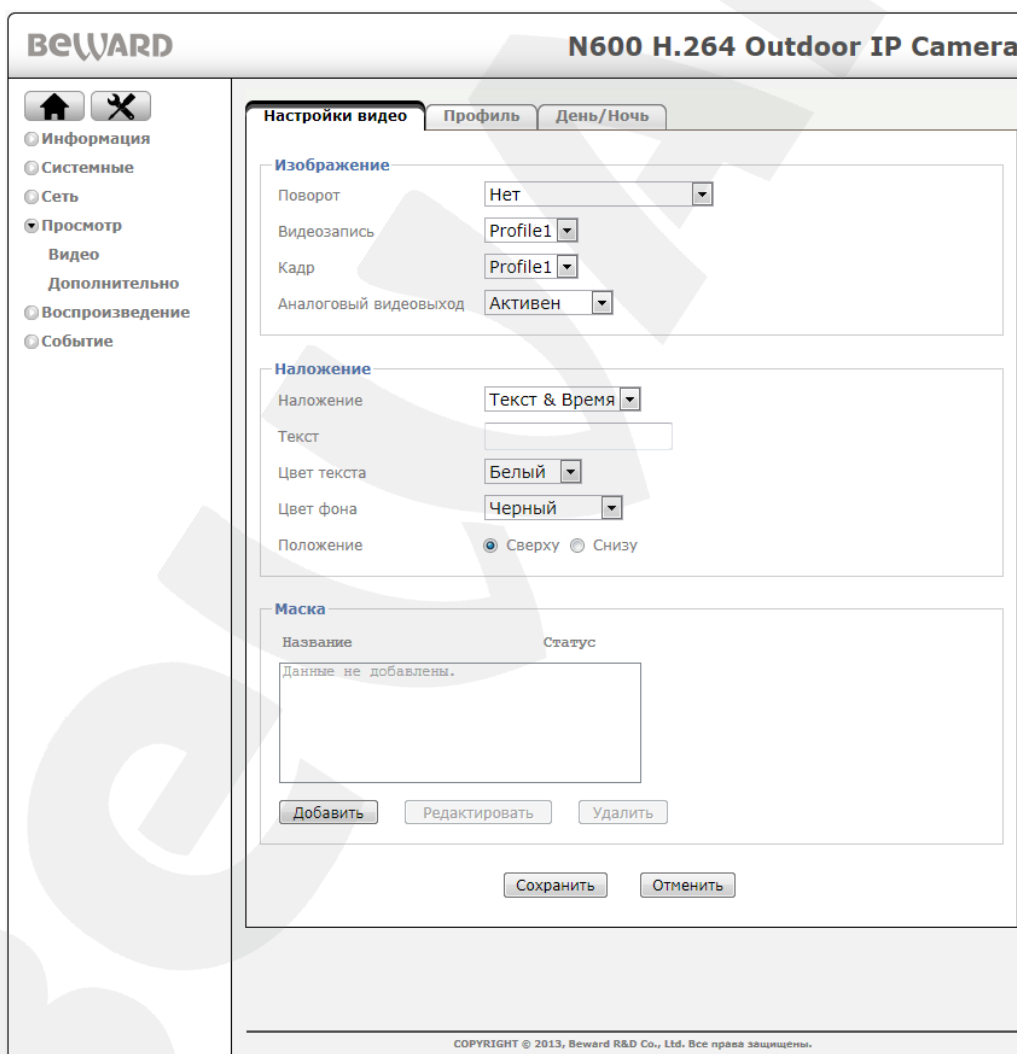 BEWARD
N600 H.264 Outdoor IP Camera
Информация
Системные
Сеть
Просмотр
Видео
Дополнительно
Воспроизведение
Событие
Настройки видео Профиль День/Ночь
Изображение
Поворот Нет
Видеозапись Profile1
Кадр Profile1
Аналоговый видеовыход Активен
Наложение
Наложение Текст & Время
Текст
Цвет текста Белый
Цвет фона Черный
Положение Сверху Снизу
Маска
Название Статус
Данные не добавлены.
Добавить Редактировать Удалить
Сохранить Отменить
COPYRIGHT © 2013, Beward R&D Co., Ltd. Все права защищены.